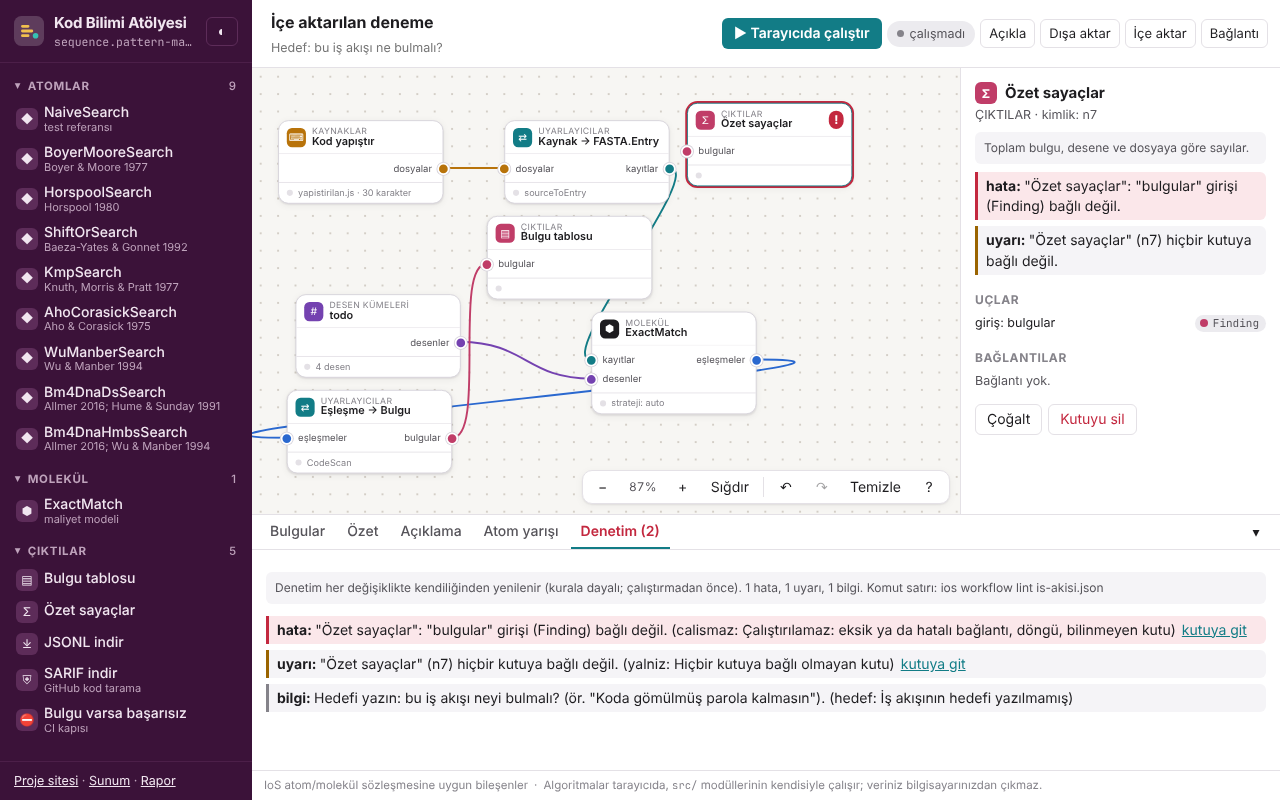 Kod Bilimi Atölyesi
sequence.pattern-ma…
ATOMLAR 9
NaiveSearch
test referansı
BoyerMooreSearch
Boyer & Moore 1977
HorspoolSearch
Horspool 1980
ShiftOrSearch
Baeza-Yates & Gonnet 1992
KmpSearch
Knuth, Morris & Pratt 1977
AhoCorasickSearch
Aho & Corasick 1975
WuManberSearch
Wu & Manber 1994
Bm4DnaDsSearch
Allmer 2016; Hume & Sunday 1991
Bm4DnaHmbsSearch
Allmer 2016; Wu & Manber 1994
MOLEKÜL 1
ExactMatch
maliyet modeli
ÇIKTILAR 5
Bulgu tablosu
Özet sayaçlar
JSONL indir
SARIF indir
GitHub kod tarama
Bulgu varsa başarısız
CI kapısı
Proje sitesi · Sunum · Rapor
İçe aktarılan deneme
Hedef: bu iş akışı ne bulmalı?
▶ Tarayıcıda çalıştır
çalışmadı
Açıkla
Dışa aktar
İçe aktar
Bağlantı
KAYNAKLAR
Kod yapıştır
dosyalar
yapistirilan.js · 30 karakter
UYARLAYICILAR
Kaynak → FASTA.Entry
dosyalar kayıtlar
sourceToEntry
ÇIKTILAR
Özet sayaçlar
!
bulgular
ÇIKTILAR
Bulgu tablosu
bulgular
DESEN KÜMELERİ
todo
desenler
4 desen
MOLEKÜL
ExactMatch
kayıtlar eşleşmeler
desenler
strateji: auto
UYARLAYICILAR
Eşleşme → Bulgu
eşleşmeler bulgular
CodeScan
− 87% + Sığdır ↶ ↷ Temizle ?
Σ Özet sayaçlar
ÇIKTILAR · kimlik: n7
Toplam bulgu, desene ve dosyaya göre sayılar.
hata: "Özet sayaçlar": "bulgular" girişi
(Finding) bağlı değil.
uyarı: "Özet sayaçlar" (n7) hiçbir kutuya
bağlı değil.
UÇLAR
giriş: bulgular Finding
BAĞLANTILAR
Bağlantı yok.
Çoğalt Kutuyu sil
Bulgular Özet Açıklama Atom yarışı Denetim (2)
Denetim her değişiklikte kendiliğinden yenilenir (kurala dayalı; çalıştırmadan önce). 1 hata, 1 uyarı, 1 bilgi. Komut satırı: ios workflow lint is-akisi.json
hata: "Özet sayaçlar": "bulgular" girişi (Finding) bağlı değil. (calismaz: Çalıştırılamaz: eksik ya da hatalı bağlantı, döngü, bilinmeyen kutu) kutuya git
uyarı: "Özet sayaçlar" (n7) hiçbir kutuya bağlı değil. (yalniz: Hiçbir kutuya bağlı olmayan kutu) kutuya git
bilgi: Hedefi yazın: bu iş akışı neyi bulmalı? (ör. "Koda gömülmüş parola kalmasın"). (hedef: İş akışının hedefi yazılmamış)
IoS atom/molekül sözleşmesine uygun bileşenler · Algoritmalar tarayıcıda, src/ modüllerinin kendisiyle çalışır; veriniz bilgisayarınızdan çıkmaz.